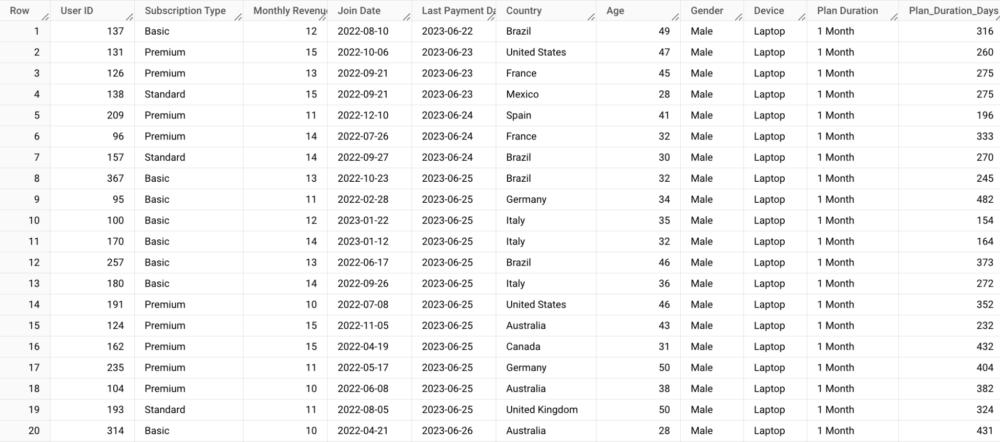 Row User ID Subscription Type Monthly Revenu Join Date Last Payment Da Country Age Gender Device Plan Duration Plan_Duration_Days
1 137 Basic 12 2022-08-10 2023-06-22 Brazil 49 Male Laptop 1 Month 316
2 131 Premium 15 2022-10-06 2023-06-23 United States 47 Male Laptop 1 Month 260
3 126 Premium 13 2022-09-21 2023-06-23 France 45 Male Laptop 1 Month 275
4 138 Standard 15 2022-09-21 2023-06-23 Mexico 28 Male Laptop 1 Month 275
5 209 Premium 11 2022-12-10 2023-06-24 Spain 41 Male Laptop 1 Month 196
6 96 Premium 14 2022-07-26 2023-06-24 France 32 Male Laptop 1 Month 333
7 157 Standard 14 2022-09-27 2023-06-24 Brazil 30 Male Laptop 1 Month 270
8 367 Basic 13 2022-10-23 2023-06-25 Brazil 32 Male Laptop 1 Month 245
9 95 Basic 11 2022-02-28 2023-06-25 Germany 34 Male Laptop 1 Month 482
10 100 Basic 12 2023-01-22 2023-06-25 Italy 35 Male Laptop 1 Month 154
11 170 Basic 14 2023-01-12 2023-06-25 Italy 32 Male Laptop 1 Month 164
12 257 Basic 13 2022-06-17 2023-06-25 Brazil 46 Male Laptop 1 Month 373
13 180 Basic 14 2022-09-26 2023-06-25 Italy 36 Male Laptop 1 Month 272
14 191 Premium 10 2022-07-08 2023-06-25 United States 46 Male Laptop 1 Month 352
15 124 Premium 15 2022-11-05 2023-06-25 Australia 43 Male Laptop 1 Month 232
16 162 Premium 15 2022-04-19 2023-06-25 Canada 31 Male Laptop 1 Month 432
17 235 Premium 11 2022-05-17 2023-06-25 Germany 50 Male Laptop 1 Month 404
18 104 Premium 10 2022-06-08 2023-06-25 Australia 38 Male Laptop 1 Month 382
19 193 Standard 11 2022-08-05 2023-06-25 United Kingdom 50 Male Laptop 1 Month 324
20 314 Basic 10 2022-04-21 2023-06-26 Australia 28 Male Laptop 1 Month 431